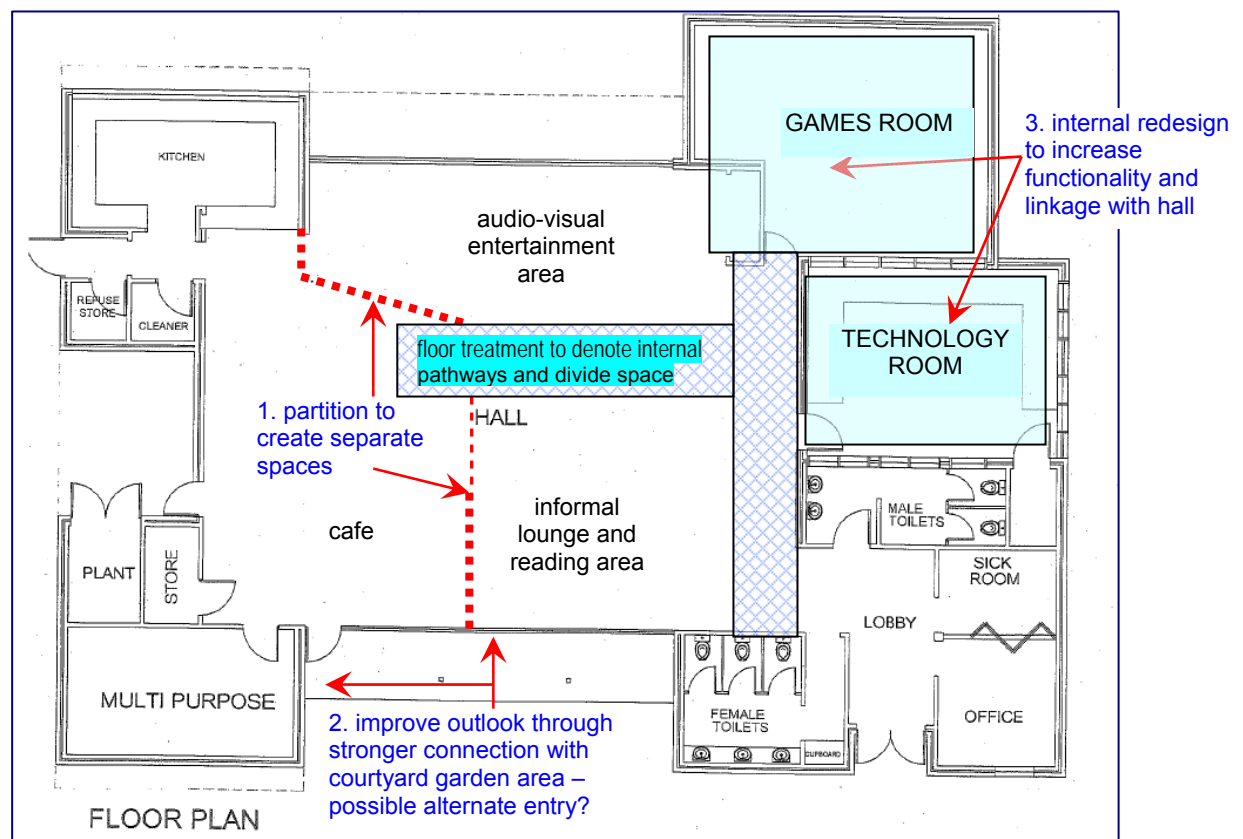 GAMES ROOM
3. internal redesign
to increase
functionality and
linkage with hall
KITCHEN
audio-visual
entertainment
area
REFUSE
STORE
CLEANER
floor treatment to denote internal
pathways and divide space
TECHNOLOGY
ROOM
1. partition to
create separate
spaces
HALL
cafe
informal
lounge and
reading area
MALE
TOILETS
PLANT
STORE
SICK
ROOM
LOBBY
MULTI PURPOSE
FEMALE
TOILETS
OFFICE
CUPBOARD
2. improve outlook through
stronger connection with
courtyard garden area –
possible alternate entry?
FLOOR PLAN